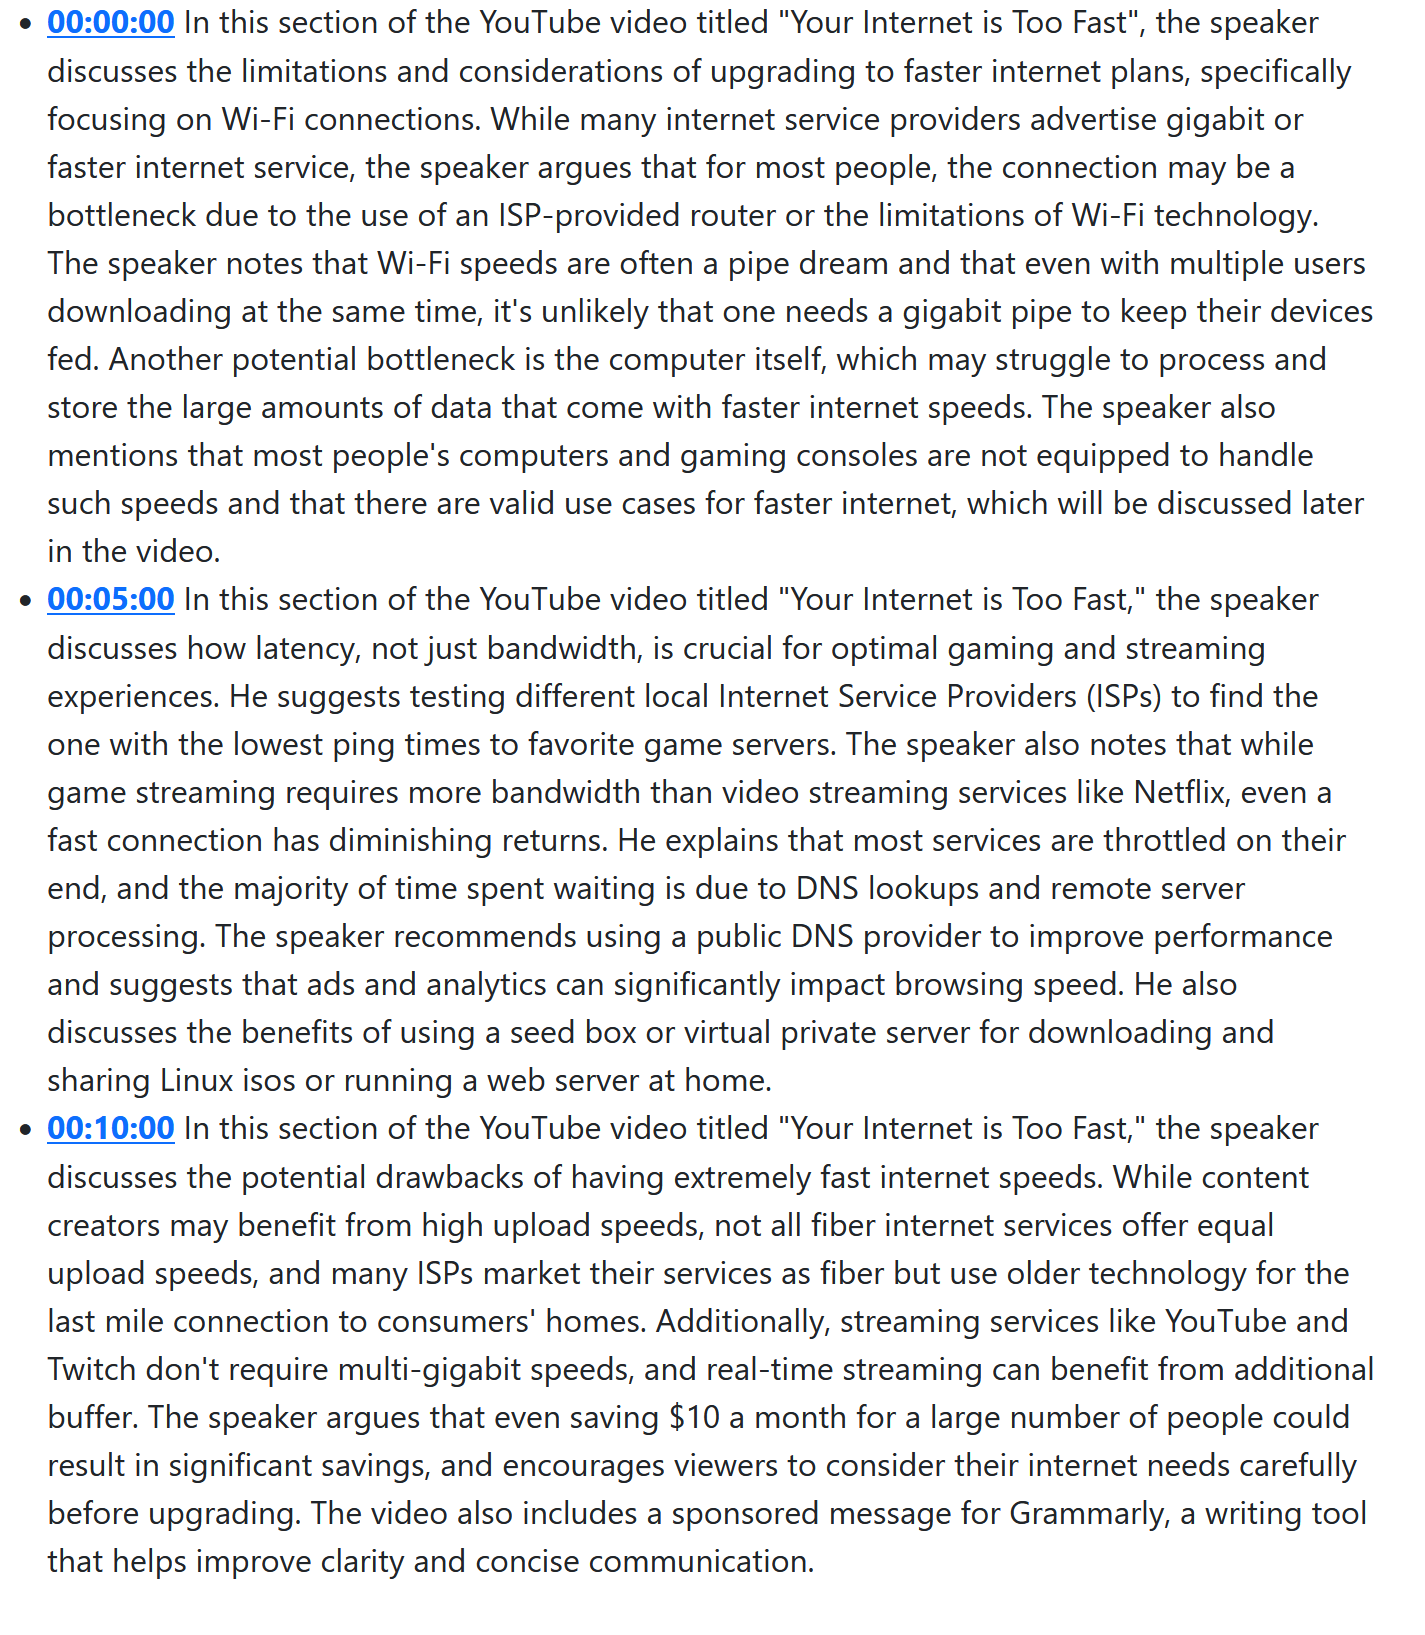 • 00:00:00 In this section of the YouTube video titled "Your Internet is Too Fast", the speaker
discusses the limitations and considerations of upgrading to faster internet plans, specifically
focusing on Wi-Fi connections. While many internet service providers advertise gigabit or
faster internet service, the speaker argues that for most people, the connection may be a
bottleneck due to the use of an ISP-provided router or the limitations of Wi-Fi technology.
The speaker notes that Wi-Fi speeds are often a pipe dream and that even with multiple users
downloading at the same time, it's unlikely that one needs a gigabit pipe to keep their devices
fed. Another potential bottleneck is the computer itself, which may struggle to process and
store the large amounts of data that come with faster internet speeds. The speaker also
mentions that most people's computers and gaming consoles are not equipped to handle
such speeds and that there are valid use cases for faster internet, which will be discussed later
in the video.
• 00:05:00 In this section of the YouTube video titled "Your Internet is Too Fast," the speaker
discusses how latency, not just bandwidth, is crucial for optimal gaming and streaming
experiences. He suggests testing different local Internet Service Providers (ISPs) to find the
one with the lowest ping times to favorite game servers. The speaker also notes that while
game streaming requires more bandwidth than video streaming services like Netflix, even a
fast connection has diminishing returns. He explains that most services are throttled on their
end, and the majority of time spent waiting is due to DNS lookups and remote server
processing. The speaker recommends using a public DNS provider to improve performance
and suggests that ads and analytics can significantly impact browsing speed. He also
discusses the benefits of using a seed box or virtual private server for downloading and
sharing Linux isos or running a web server at home.
• 00:10:00 In this section of the YouTube video titled "Your Internet is Too Fast," the speaker
discusses the potential drawbacks of having extremely fast internet speeds. While content
creators may benefit from high upload speeds, not all fiber internet services offer equal
upload speeds, and many ISPs market their services as fiber but use older technology for the
last mile connection to consumers' homes. Additionally, streaming services like YouTube and
Twitch don't require multi-gigabit speeds, and real-time streaming can benefit from additional
buffer. The speaker argues that even saving $10 a month for a large number of people could
result in significant savings, and encourages viewers to consider their internet needs carefully
before upgrading. The video also includes a sponsored message for Grammarly, a writing tool
that helps improve clarity and concise communication.